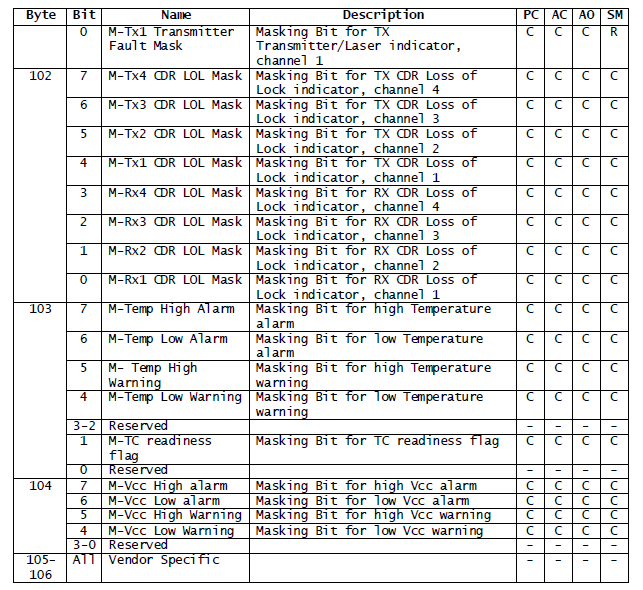 Byte Bit Name Description PC AC AO SM
0 M-Tx1 Transmitter Masking Bit for TX C C C R
Fault Mask Transmitter/Laser indicator,
channel 1
102 7 M-Tx4 CDR LOL Mask Masking Bit for TX CDR Loss of C C C C
Lock indicator, channel 4
6 M-Tx3 CDR LOL Mask Masking Bit for TX CDR Loss of C C C C
Lock indicator, channel 3
5 M-Tx2 CDR LOL Mask Masking Bit for TX CDR Loss of C C C C
Lock indicator, channel 2
4 M-Tx1 CDR LOL Mask Masking Bit for TX CDR Loss of C C C C
Lock indicator, channel 1
3 M-Rx4 CDR LOL Mask Masking Bit for RX CDR Loss of C C C C
Lock indicator, channel 4
2 M-Rx3 CDR LOL Mask Masking Bit for RX CDR Loss of C C C C
Lock indicator, channel 3
1 M-Rx2 CDR LOL Mask Masking Bit for RX CDR Loss of C C C C
Lock indicator, channel 2
0 M-Rx1 CDR LOL Mask Masking Bit for RX CDR Loss of C C C C
Lock indicator, channel 1
103 7 M-Temp High Alarm Masking Bit for high Temperature C C C C
alarm
6 M-Temp Low Alarm Masking Bit for low Temperature C C C C
alarm
5 M- Temp High Masking Bit for high Temperature C C C C
Warning warning
4 M-Temp Low Warning Masking Bit for low Temperature C C C C
warning
3-2 Reserved - - - -
1 M-TC readiness Masking Bit for TC readiness flag C C C C
flag
0 Reserved - - - -
104 7 M-Vcc High alarm Masking Bit for high Vcc alarm C C C C
6 M-Vcc Low alarm Masking Bit for low Vcc alarm C C C C
5 M-Vcc High Warning Masking Bit for high Vcc warning C C C C
4 M-Vcc Low Warning Masking Bit for low Vcc warning C C C C
3-0 Reserved - - - -
105- All Vendor Specific - - - -
106